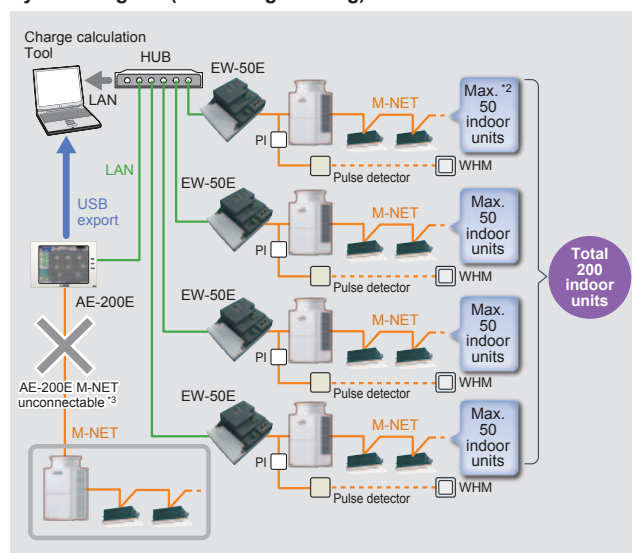 Charge calculation
Tool
HUB
LAN
EW-50E
M-NET
PI
Max. *2
50
indoor
units
Pulse detector
WHM
LAN
USB
export
EW-50E
M-NET
PI
Max.
50
indoor
units
Pulse detector
WHM
AE-200E
Total
200
indoor
units
EW-50E
M-NET
PI
Max.
50
indoor
units
Pulse detector
WHM
AE-200E M-NET
unconnectable *3
M-NET
EW-50E
M-NET
PI
Max.
50
indoor
units
Pulse detector
WHM